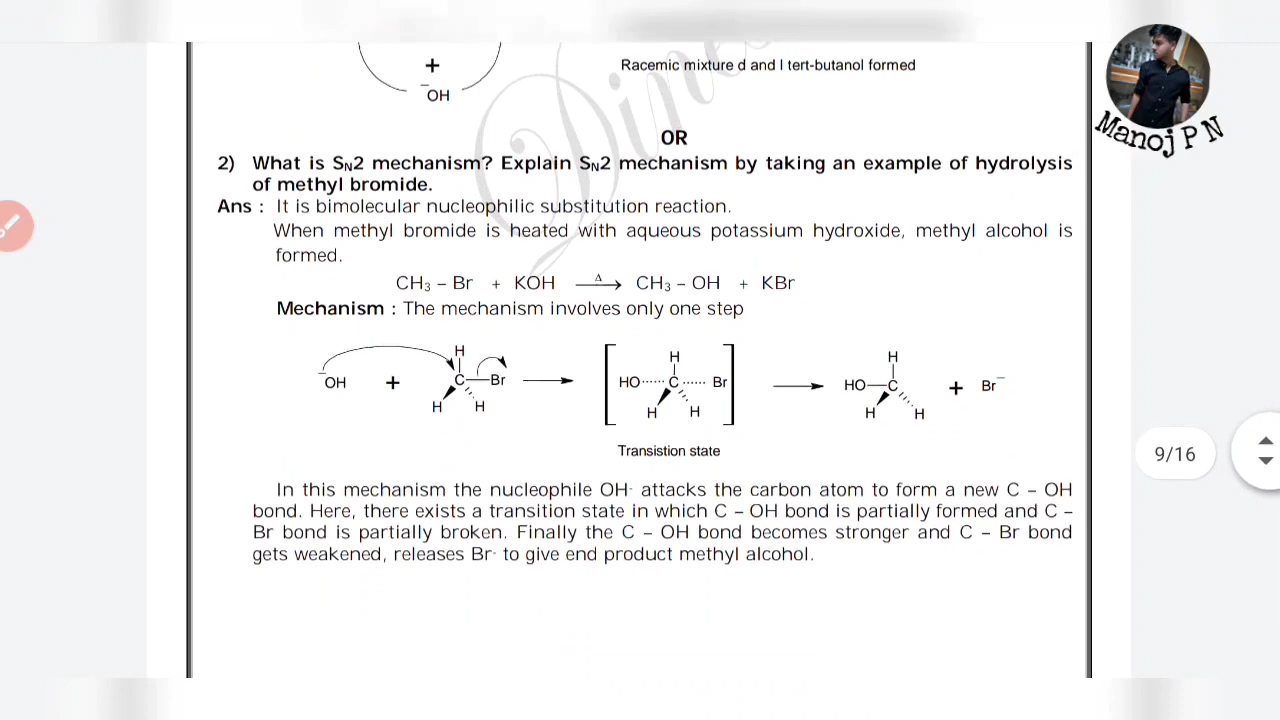 +
‾OH
Racemic mixture d and l tert-butanol formed
Manoj P N
OR
2) What is SN2 mechanism? Explain SN2 mechanism by taking an example of hydrolysis
of methyl bromide.
Ans : It is bimolecular nucleophilic substitution reaction.
When methyl bromide is heated with aqueous potassium hydroxide, methyl alcohol is
formed.
CH₃ – Br + KOH —Δ→ CH₃ – OH + KBr
Mechanism : The mechanism involves only one step
H H H
‾OH + C—Br → HO······C······Br → HO—C + Br⁻
H H H H H H
Transistion state
9/16
In this mechanism the nucleophile OH- attacks the carbon atom to form a new C – OH
bond. Here, there exists a transition state in which C – OH bond is partially formed and C –
Br bond is partially broken. Finally the C – OH bond becomes stronger and C – Br bond
gets weakened, releases Br- to give end product methyl alcohol.